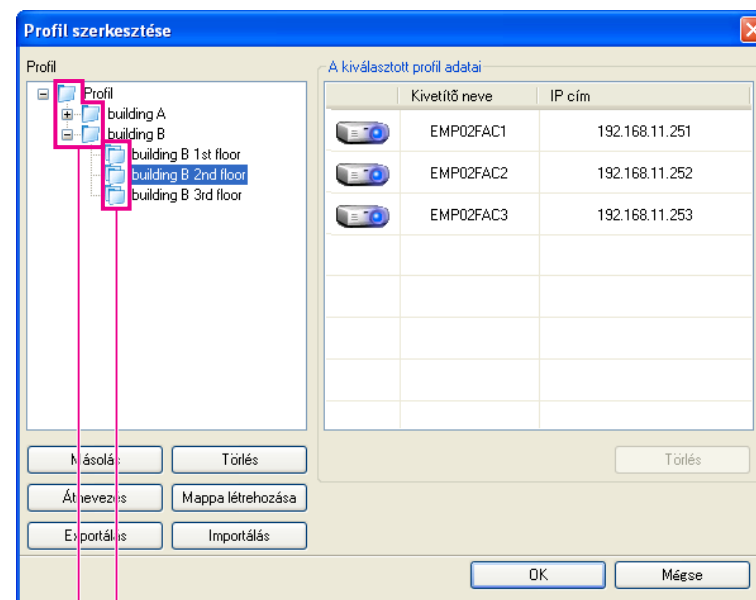 Profil szerkesztése
Profil
Profil
building A
building B
building B 1st floor
building B 2nd floor
building B 3rd floor
A kiválasztott profil adatai
Kivetítő neve IP cím
EMP02FAC1 192.168.11.251
EMP02FAC2 192.168.11.252
EMP02FAC3 192.168.11.253
Másolás Törlés
Átnevezés Mappa létrehozása
Exportálás Importálás
Törlés
OK Mégse